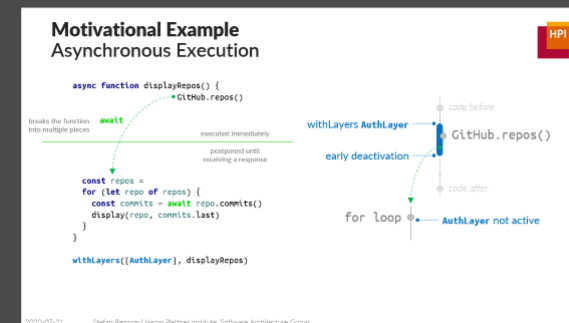 Motivational Example
Asynchronous Execution
HPI
async function displayRepos() {
GitHub.repos()
breaks the function
into multiple pieces
await
executed immediately
postponed until
receiving a response
const repos =
for (let repo of repos) {
const commits = await repo.commits()
display(repo, commits.last)
}
}
withLayers([AuthLayer], displayRepos)
code before
withLayers AuthLayer
GitHub.repos()
early deactivation
code after
for loop
AuthLayer not active
2020-07-21
Stefan Ramson | Hasso Plattner Institute, Software Architecture Group